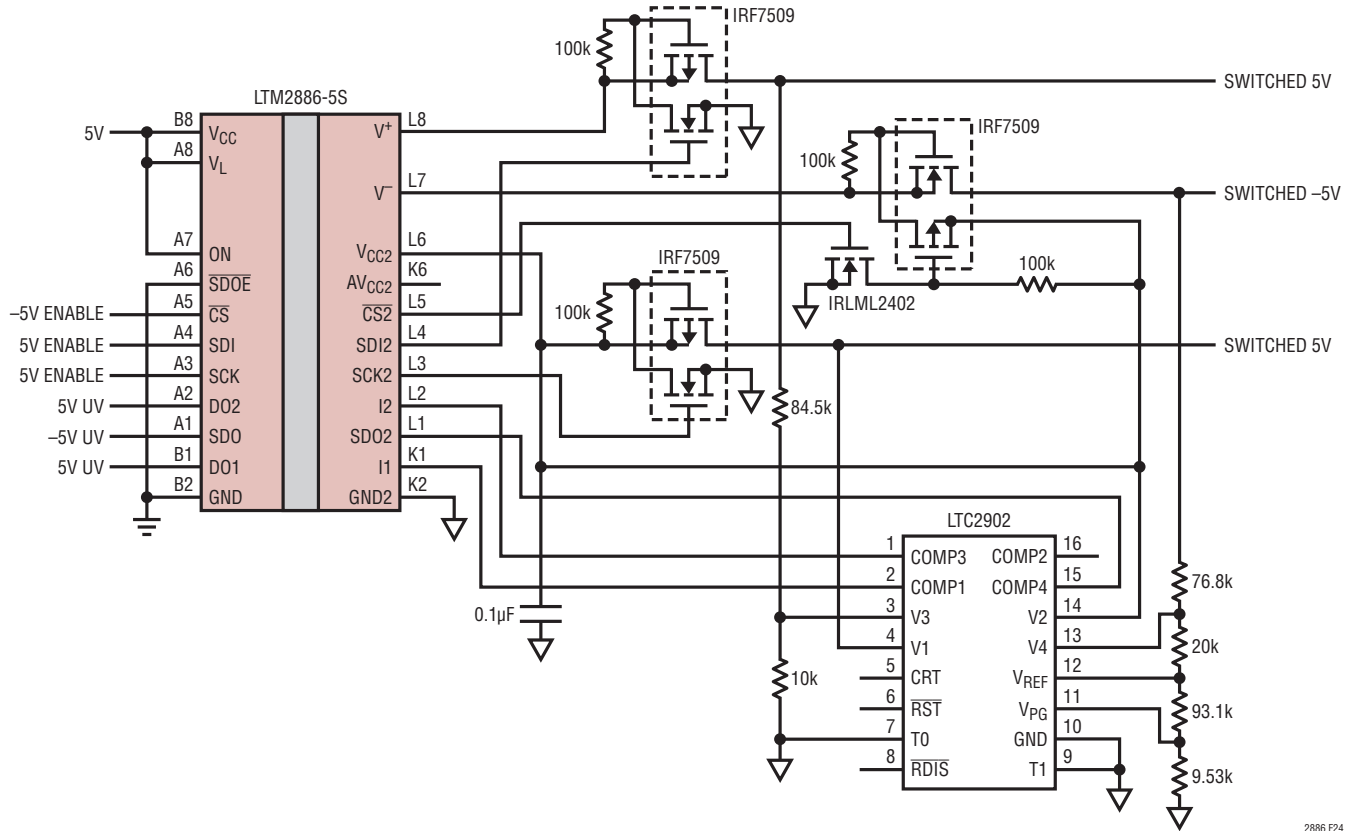 IRF7509
100k
SWITCHED 5V
LTM2886-5S
5V
B8
VCC
V+
L8
A8
VL
IRF7509
100k
V−
L7
SWITCHED −5V
A7
ON
VCC2
L6
A6
SDOE
AVCC2
K6
IRF7509
100k
−5V ENABLE
A5
CS
CS2
L5
100k
IRLML2402
5V ENABLE
A4
SDI
SDI2
L4
SWITCHED 5V
5V ENABLE
A3
SCK
SCK2
L3
5V UV
A2
DO2
I2
L2
84.5k
−5V UV
A1
SDO
SDO2
L1
5V UV
B1
DO1
I1
K1
B2
GND
GND2
K2
LTC2902
1
COMP3
COMP2
16
2
COMP1
COMP4
15
76.8k
0.1µF
3
V3
V2
14
4
V1
V4
13
20k
10k
5
CRT
VREF
12
6
RST
VPG
11
93.1k
7
T0
GND
10
8
RDIS
T1
9
9.53k
2886 F24